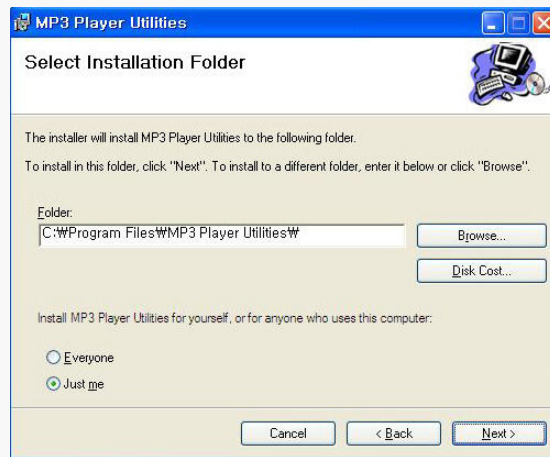 MP3 Player Utilities
Select Installation Folder
The installer will install MP3 Player Utilities to the following folder.
To install in this folder, click "Next". To install to a different folder, enter it below or click "Browse".
Folder:
C:₩Program Files₩MP3 Player Utilities₩
Browse...
Disk Cost...
Install MP3 Player Utilities for yourself, or for anyone who uses this computer:
Everyone
Just me
Cancel
< Back
Next >